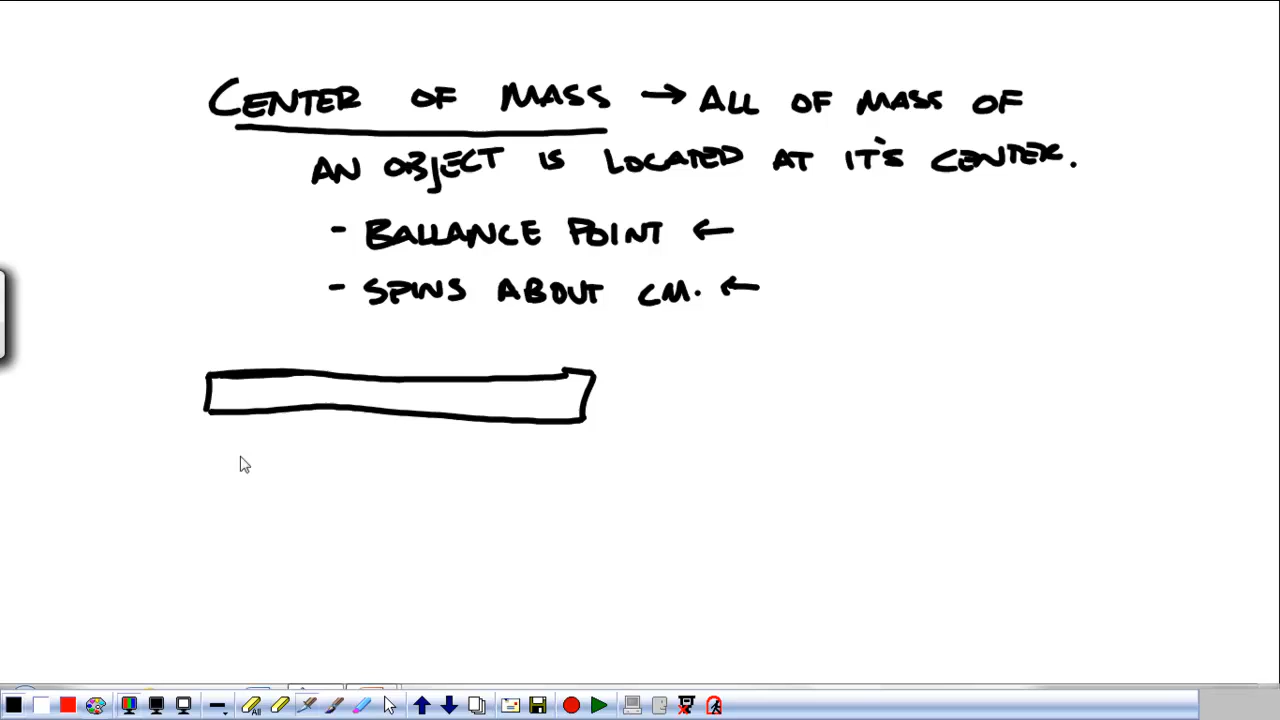 CENTER OF MASS → ALL OF MASS OF
AN OBJECT IS LOCATED AT IT'S CENTER.
- BALLANCE POINT ←
- SPINS ABOUT CM. ←
All